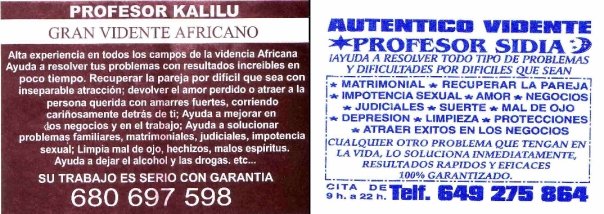 PROFESOR KALILU
GRAN VIDENTE AFRICANO
Alta experiencia en todos los campos de la videncia Africana
Ayuda a resolver tus problemas con resultados increibles en
poco tiempo. Recuperar la pareja por dificil que sea con
inseparable atracción; devolver el amor perdido o atraer a la
persona querida con amarres fuertes, corriendo
cariñosamente detrás de ti; Ayuda a mejorar en
los negocios y en el trabajo; Ayuda a solucionar
problemas familiares, matrimoniales, judiciales, impotencia
sexual; Limpia mal de ojo, hechizos, malos espiritus.
Ayuda a dejar el alcohol y las drogas. etc...
SU TRABAJO ES SERIO CON GARANTIA
680 697 598
AUTENTICO VIDENTE
★PROFESOR SIDIA☽
¡AYUDA A RESOLVER TODO TIPO DE PROBLEMAS
Y DIFICULTADES POR DIFICILES QUE SEAN
★ MATRIMONIAL ★ RECUPERAR LA PAREJA
★ IMPOTENCIA SEXUAL ★ AMOR ★ NEGOCIOS
★ JUDICIALES ★ SUERTE ★ MAL DE OJO
★ DEPRESION ★ LIMPIEZA ★ PROTECCIONES
★ ATRAER EXITOS EN LOS NEGOCIOS
CUALQUIER OTRO PROBLEMA QUE TENGAN EN
LA VIDA, LO SOLUCIONA INMEDIATAMENTE,
RESULTADOS RAPIDOS Y EFICACES
100% GARANTIZADO.
CITA DE
9 h. a 22 h. Telf. 649 275 864